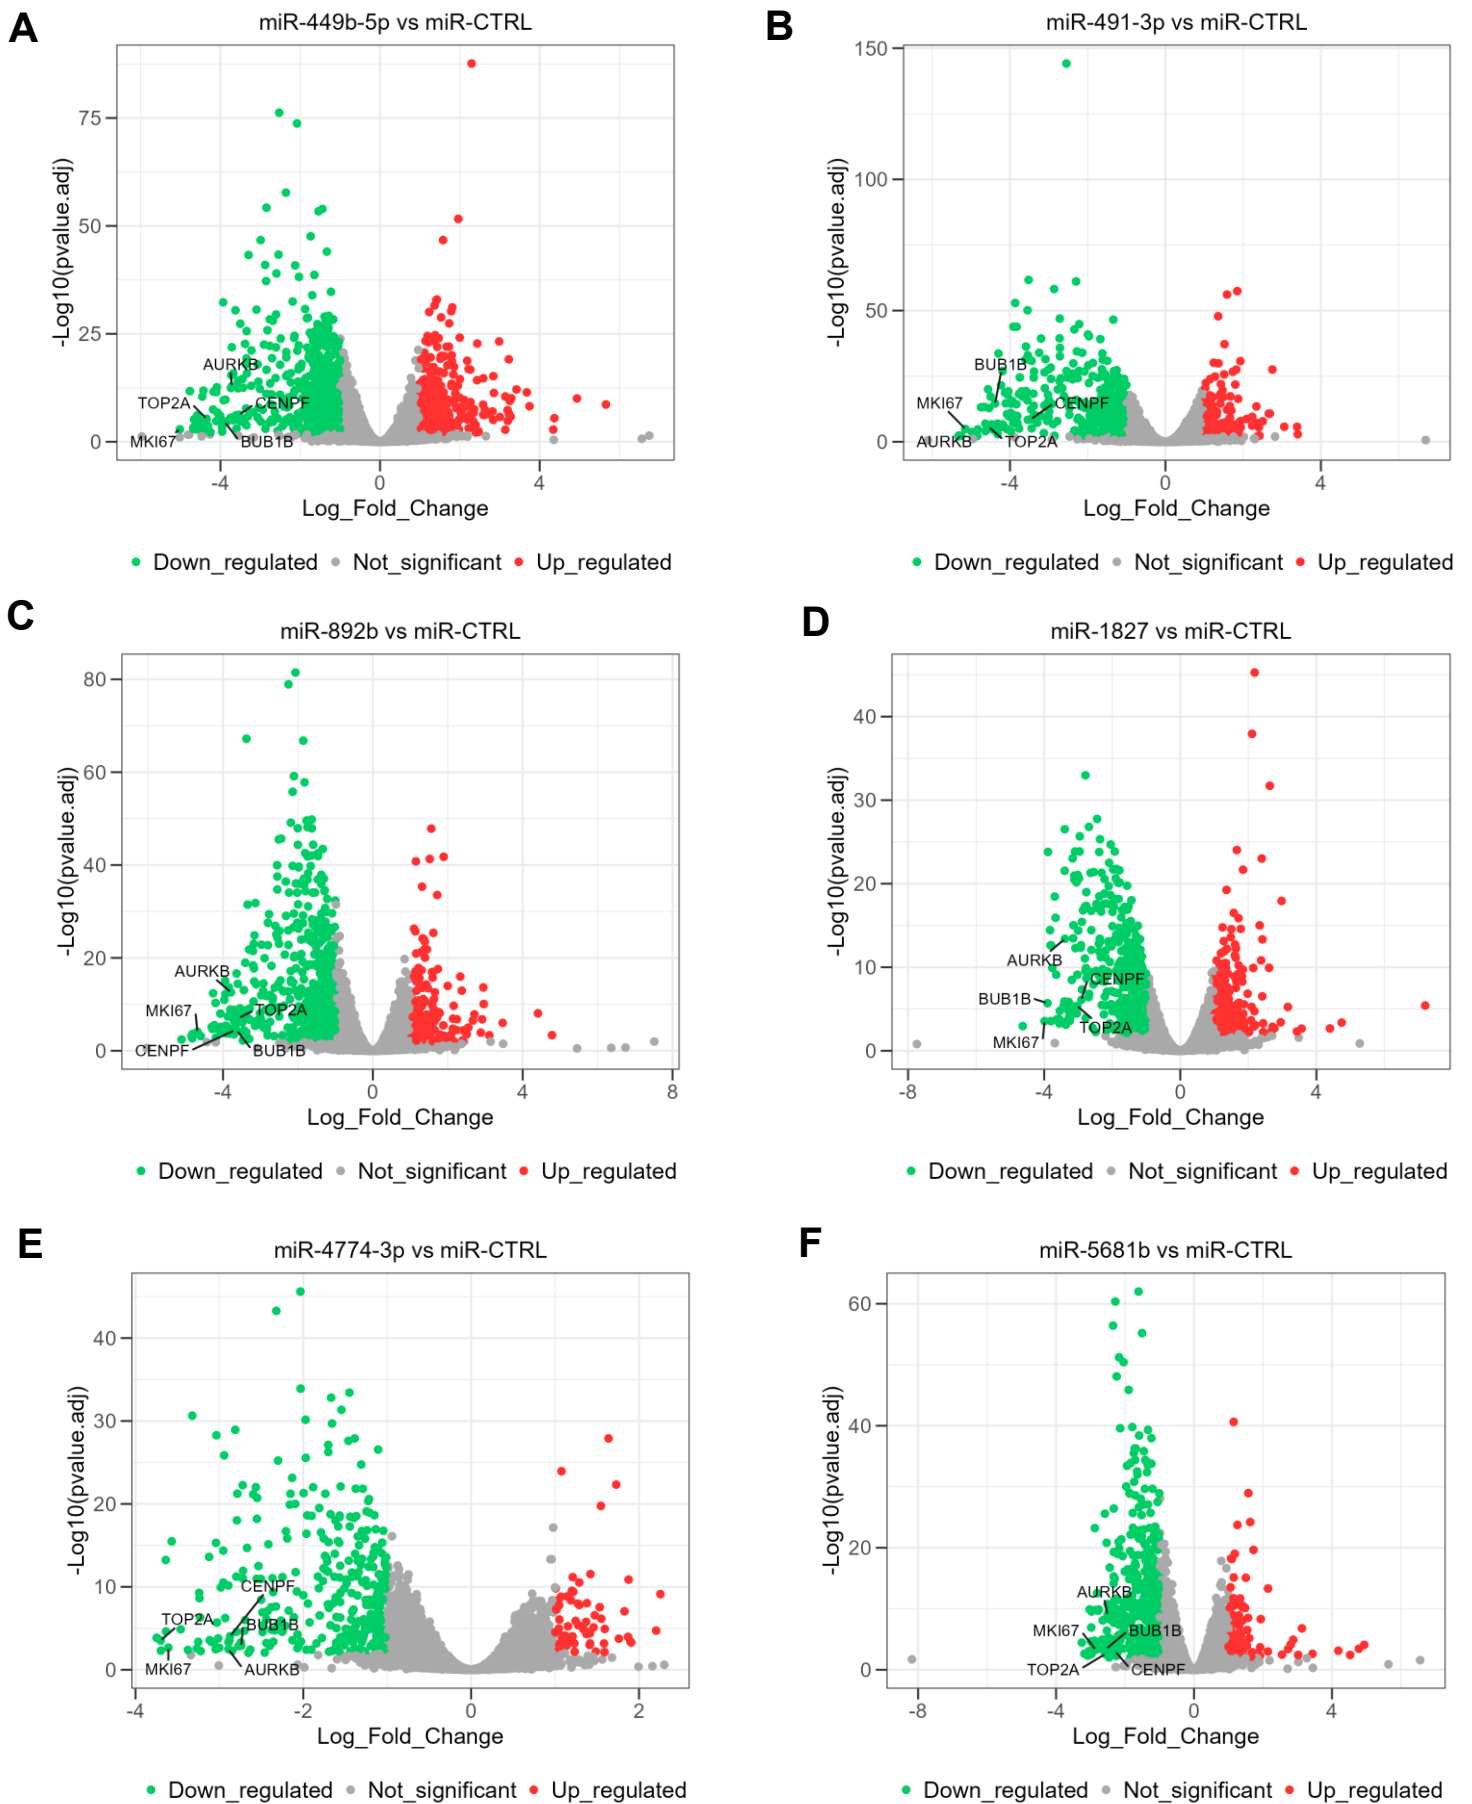 A
miR-449b-5p vs miR-CTRL
-Log10(pvalue.adj)
75
50
25
0
AURKB
TOP2A
CENPF
MKI67
BUB1B
-4
0
4
Log_Fold_Change
Down_regulated Not_significant Up_regulated
B
miR-491-3p vs miR-CTRL
-Log10(pvalue.adj)
150
100
50
0
BUB1B
MKI67
CENPF
AURKB
TOP2A
-4
0
4
Log_Fold_Change
Down_regulated Not_significant Up_regulated
C
miR-892b vs miR-CTRL
-Log10(pvalue.adj)
80
60
40
20
0
AURKB
MKI67
TOP2A
CENPF
BUB1B
-4
0
4
8
Log_Fold_Change
Down_regulated Not_significant Up_regulated
D
miR-1827 vs miR-CTRL
-Log10(pvalue.adj)
40
30
20
10
0
AURKB
CENPF
BUB1B
TOP2A
MKI67
-8
-4
0
4
Log_Fold_Change
Down_regulated Not_significant Up_regulated
E
miR-4774-3p vs miR-CTRL
-Log10(pvalue.adj)
40
30
20
10
0
CENPF
TOP2A
BUB1B
MKI67
AURKB
-4
-2
0
2
Log_Fold_Change
Down_regulated Not_significant Up_regulated
F
miR-5681b vs miR-CTRL
-Log10(pvalue.adj)
60
40
20
0
AURKB
MKI67
BUB1B
TOP2A
CENPF
-8
-4
0
4
Log_Fold_Change
Down_regulated Not_significant Up_regulated